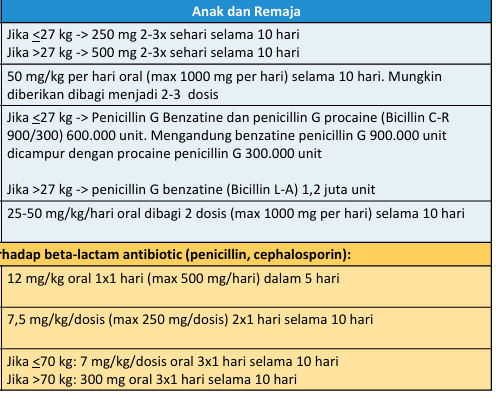 Anak dan Remaja
Jika ≤27 kg -> 250 mg 2-3x sehari selama 10 hari
Jika >27 kg -> 500 mg 2-3x sehari selama 10 hari
50 mg/kg per hari oral (max 1000 mg per hari) selama 10 hari. Mungkin
diberikan dibagi menjadi 2-3 dosis
Jika ≤27 kg -> Penicillin G Benzatine dan penicillin G procaine (Bicillin C-R
900/300) 600.000 unit. Mengandung benzatine penicillin G 900.000 unit
dicampur dengan procaine penicillin G 300.000 unit
Jika >27 kg -> penicillin G benzatine (Bicillin L-A) 1,2 juta unit
25-50 mg/kg/hari oral dibagi 2 dosis (max 1000 mg per hari) selama 10 hari
rhadap beta-lactam antibiotic (penicillin, cephalosporin):
12 mg/kg oral 1x1 hari (max 500 mg/hari) dalam 5 hari
7,5 mg/kg/dosis (max 250 mg/dosis) 2x1 hari selama 10 hari
Jika ≤70 kg: 7 mg/kg/dosis oral 3x1 hari selama 10 hari
Jika >70 kg: 300 mg oral 3x1 hari selama 10 hari